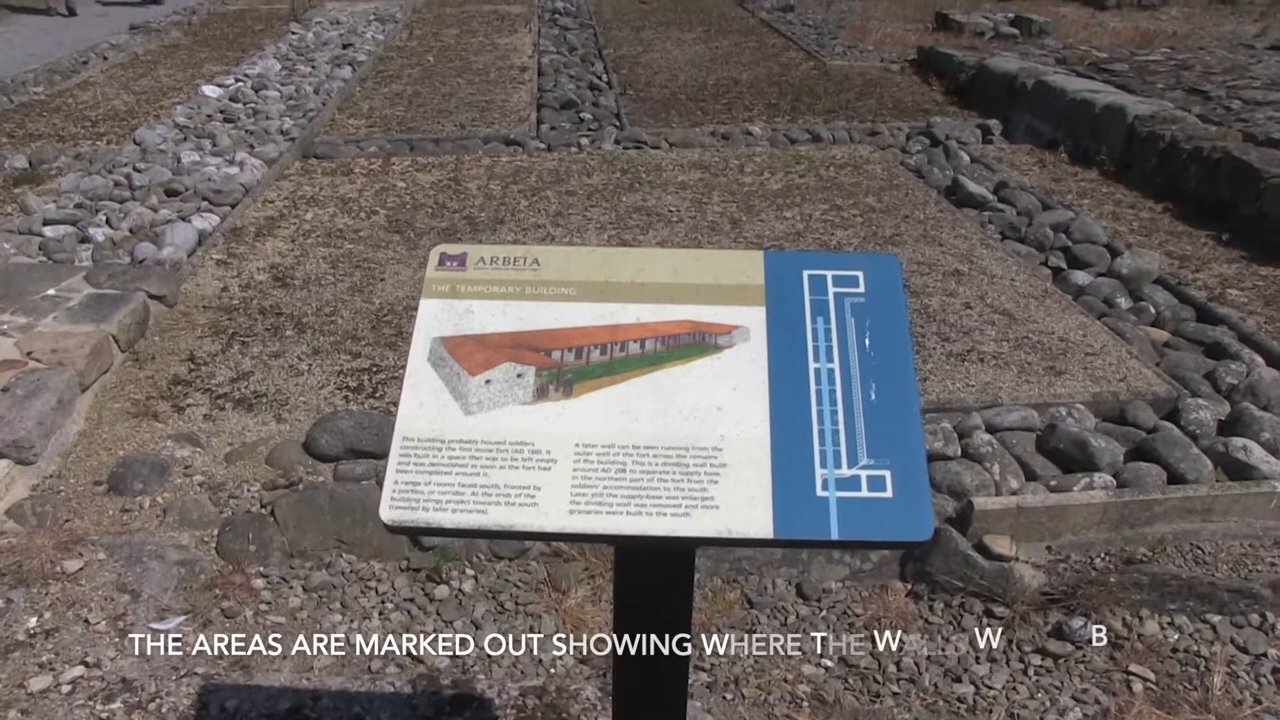 ARBEIA
THE TEMPORARY BUILDING
This building probably housed soldiers
constructing the first stone fort (AD 160). It
was built in a space that was to be left empty
and was demolished as soon as the fort had
been completed around it.
A range of rooms faced south, fronted by
a portico, or corridor. At the ends of the
building wings project towards the south
(covered by later granaries).
A later wall can be seen running from the
outer wall of the fort across the remains
of the building. This is a dividing wall built
around AD 208 to separate a supply base,
in the northern part of the fort from the
soldiers' accommodation to the south.
Later still the supply-base was enlarged:
the dividing wall was removed and more
granaries were built to the south.
THE AREAS ARE MARKED OUT SHOWING WHERE THE WALLS W B